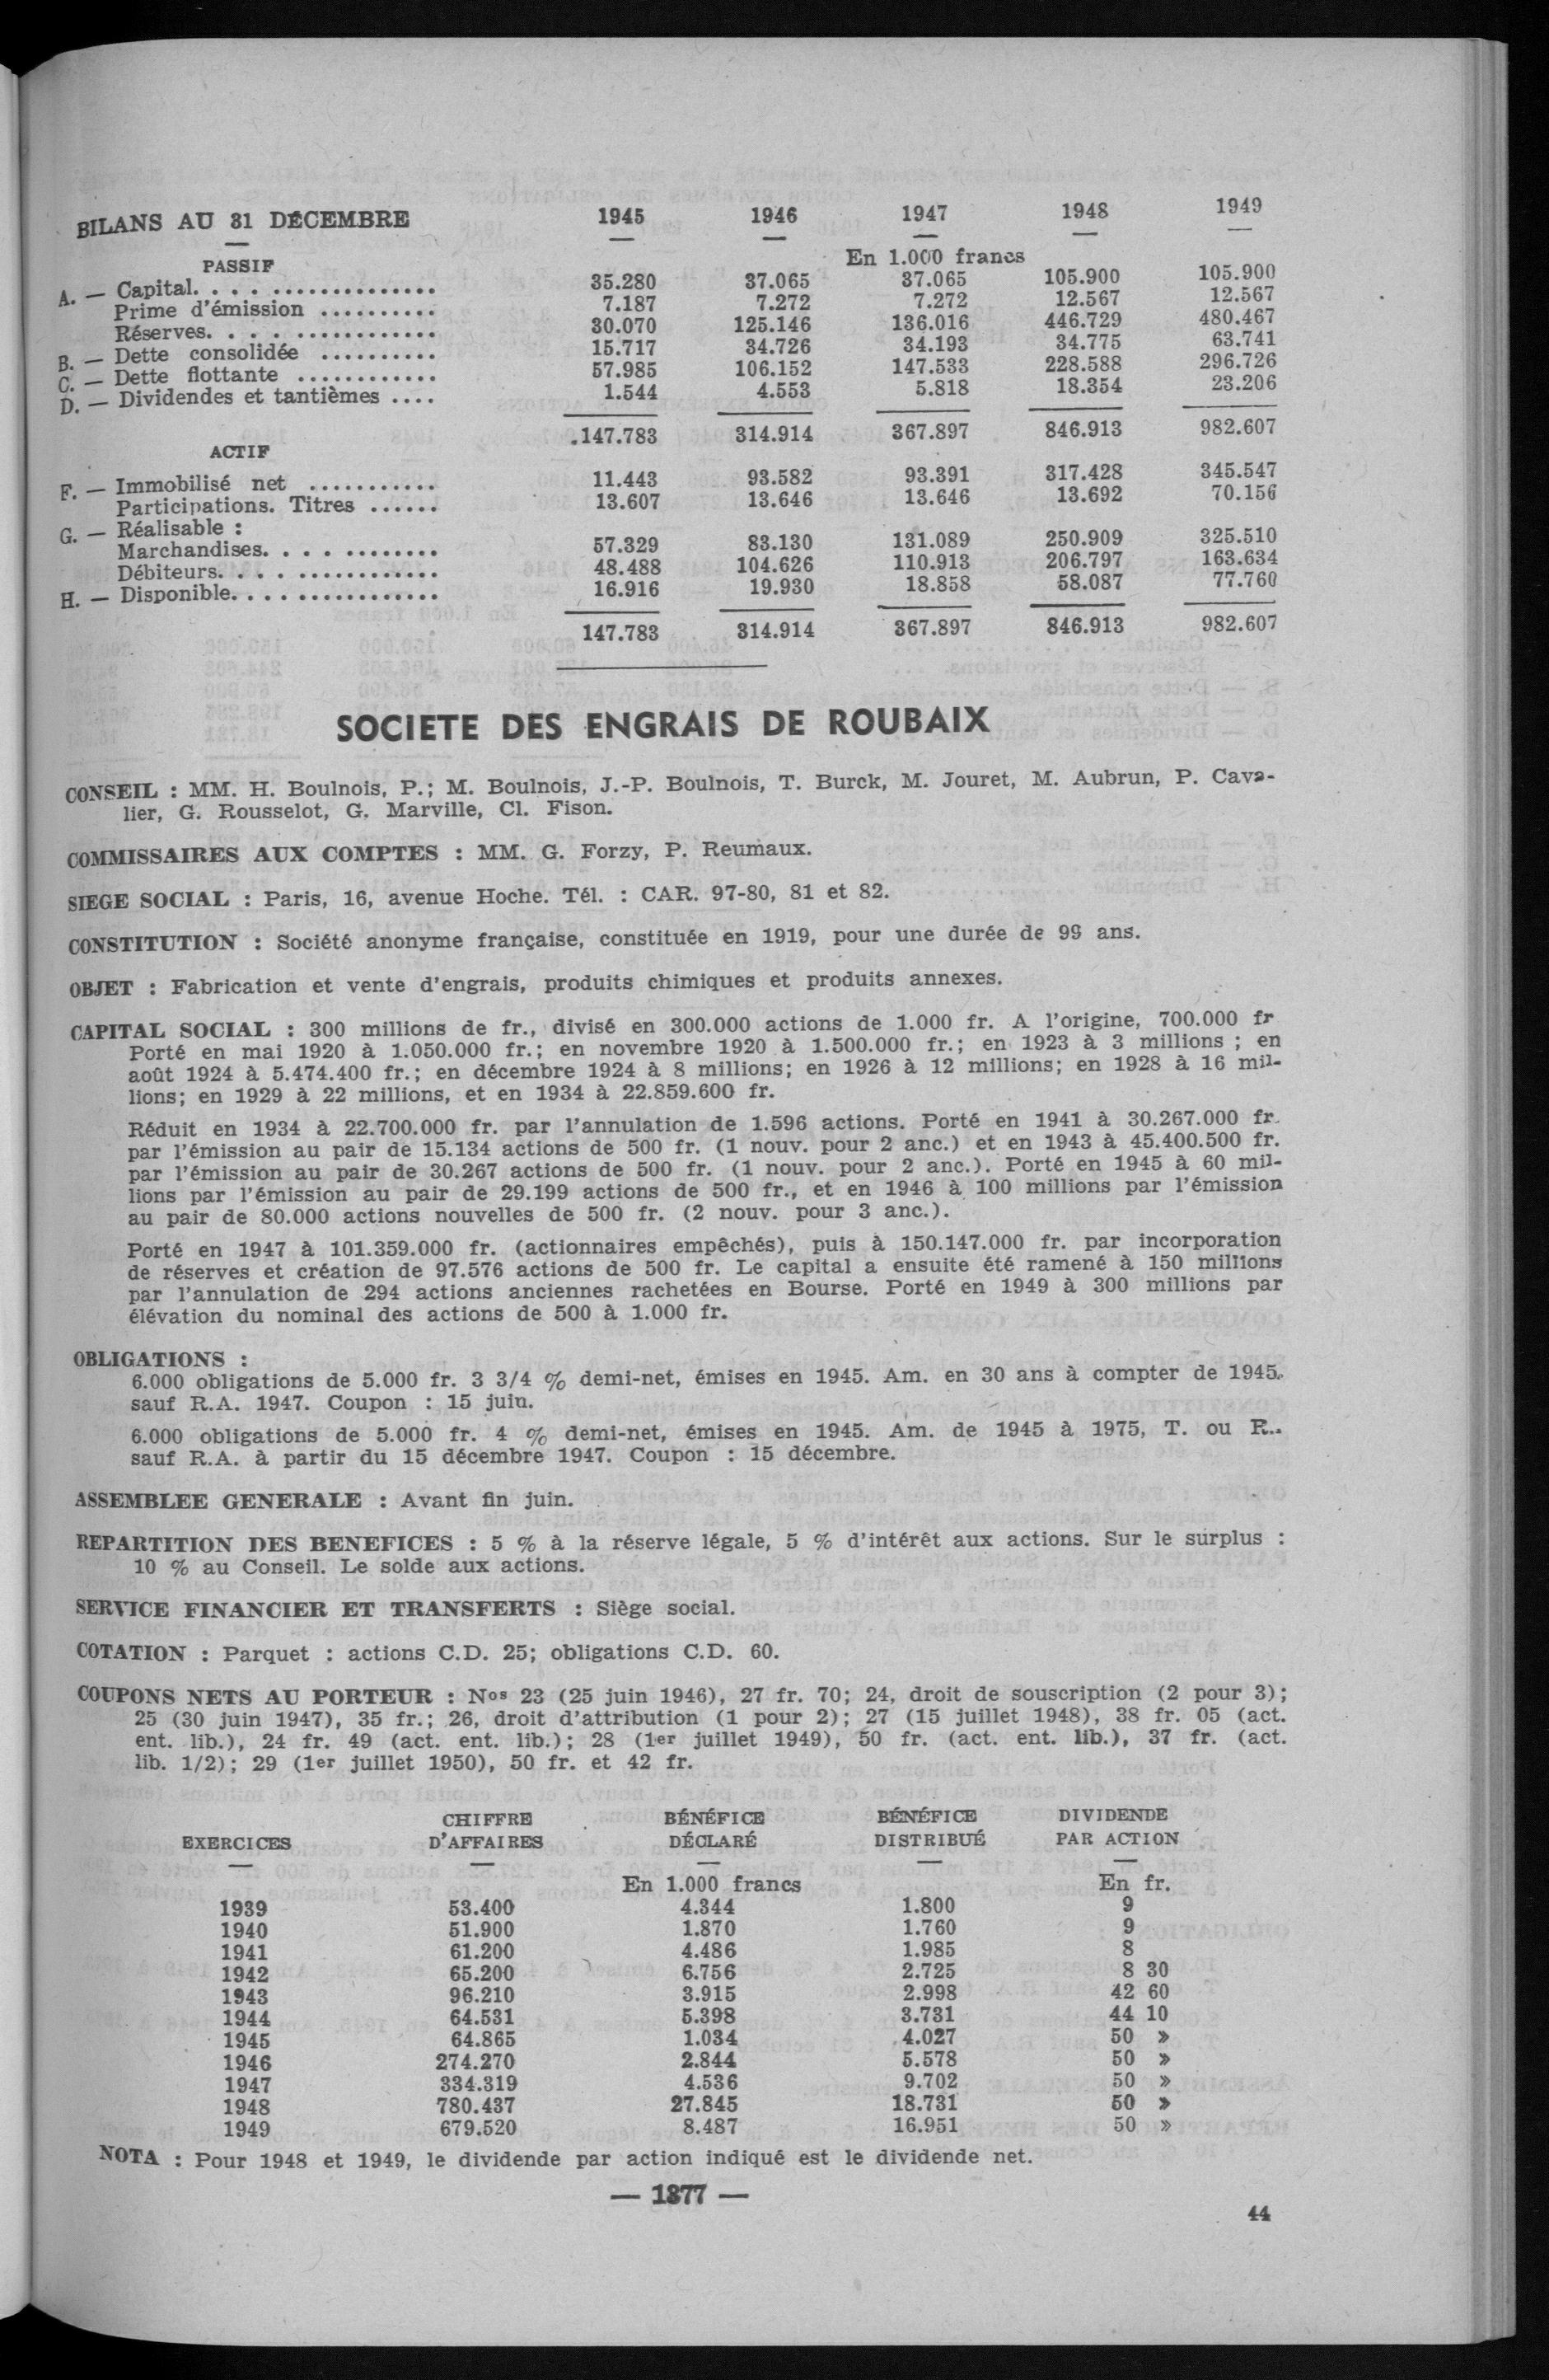 BILANS AU 31 DÉCEMBRE 1945 1946 1947 1948 1949
En 1.000 francs
PASSIF
A. — Capital. . . . ............... 35.280 37.065 37.065 105.900 105.900
Prime d'émission .......... 7.187 7.272 7.272 12.567 12.567
Réserves. . . . .............. 30.070 125.146 136.016 446.729 480.467
B. — Dette consolidée .......... 15.717 34.726 34.193 34.775 63.741
C. — Dette flottante ............ 57.985 106.152 147.533 228.588 296.726
D. — Dividendes et tantièmes .... 1.544 4.553 5.818 18.354 23.206
147.783 314.914 367.897 846.913 982.607
ACTIF
F. — Immobilisé net ........... 11.443 93.582 93.391 317.428 345.547
Participations. Titres ...... 13.607 13.646 13.646 13.692 70.156
G. — Réalisable :
Marchandises. . . . .......... 57.329 83.130 131.089 250.909 325.510
Débiteurs. . . . .............. 48.488 104.626 110.913 206.797 163.634
H. — Disponible. . . . ............ 16.916 19.930 18.858 58.087 77.760
147.783 314.914 367.897 846.913 982.607
SOCIETE DES ENGRAIS DE ROUBAIX
CONSEIL : MM. H. Boulnois, P.; M. Boulnois, J.-P. Boulnois, T. Burck, M. Jouret, M. Aubrun, P. Cava-
lier, G. Rousselot, G. Marville, Cl. Fison.
COMMISSAIRES AUX COMPTES : MM. G. Forzy, P. Reumaux.
SIEGE SOCIAL : Paris, 16, avenue Hoche. Tél. : CAR. 97-80, 81 et 82.
CONSTITUTION : Société anonyme française, constituée en 1919, pour une durée de 99 ans.
OBJET : Fabrication et vente d'engrais, produits chimiques et produits annexes.
CAPITAL SOCIAL : 300 millions de fr., divisé en 300.000 actions de 1.000 fr. A l'origine, 700.000 fr
Porté en mai 1920 à 1.050.000 fr.; en novembre 1920 à 1.500.000 fr.; en 1923 à 3 millions ; en
août 1924 à 5.474.400 fr.; en décembre 1924 à 8 millions; en 1926 à 12 millions; en 1928 à 16 mil-
lions; en 1929 à 22 millions, et en 1934 à 22.859.600 fr.
Réduit en 1934 à 22.700.000 fr. par l'annulation de 1.596 actions. Porté en 1941 à 30.267.000 fr.
par l'émission au pair de 15.134 actions de 500 fr. (1 nouv. pour 2 anc.) et en 1943 à 45.400.500 fr.
par l'émission au pair de 30.267 actions de 500 fr. (1 nouv. pour 2 anc.). Porté en 1945 à 60 mil-
lions par l'émission au pair de 29.199 actions de 500 fr., et en 1946 à 100 millions par l'émission
au pair de 80.000 actions nouvelles de 500 fr. (2 nouv. pour 3 anc.).
Porté en 1947 à 101.359.000 fr. (actionnaires empêchés), puis à 150.147.000 fr. par incorporation
de réserves et création de 97.576 actions de 500 fr. Le capital a ensuite été ramené à 150 millions
par l'annulation de 294 actions anciennes rachetées en Bourse. Porté en 1949 à 300 millions par
élévation du nominal des actions de 500 à 1.000 fr.
OBLIGATIONS :
6.000 obligations de 5.000 fr. 3 3/4 % demi-net, émises en 1945. Am. en 30 ans à compter de 1945.
sauf R.A. 1947. Coupon : 15 juin.
6.000 obligations de 5.000 fr. 4 % demi-net, émises en 1945. Am. de 1945 à 1975, T. ou R..
sauf R.A. à partir du 15 décembre 1947. Coupon : 15 décembre.
ASSEMBLEE GENERALE : Avant fin juin.
REPARTITION DES BENEFICES : 5 % à la réserve légale, 5 % d'intérêt aux actions. Sur le surplus :
10 % au Conseil. Le solde aux actions.
SERVICE FINANCIER ET TRANSFERTS : Siège social.
COTATION : Parquet : actions C.D. 25; obligations C.D. 60.
COUPONS NETS AU PORTEUR : Nos 23 (25 juin 1946), 27 fr. 70; 24, droit de souscription (2 pour 3);
25 (30 juin 1947), 35 fr.; 26, droit d'attribution (1 pour 2); 27 (15 juillet 1948), 38 fr. 05 (act.
ent. lib.), 24 fr. 49 (act. ent. lib.); 28 (1er juillet 1949), 50 fr. (act. ent. lib.), 37 fr. (act.
lib. 1/2); 29 (1er juillet 1950), 50 fr. et 42 fr.
CHIFFRE BÉNÉFICE BÉNÉFICE DIVIDENDE
EXERCICES D'AFFAIRES DÉCLARÉ DISTRIBUÉ PAR ACTION
En 1.000 francs En fr.
1939 53.400 4.344 1.800 9
1940 51.900 1.870 1.760 9
1941 61.200 4.486 1.985 8
1942 65.200 6.756 2.725 8 30
1943 96.210 3.915 2.998 42 60
1944 64.531 5.398 3.731 44 10
1945 64.865 1.034 4.027 50 »
1946 274.270 2.844 5.578 50 »
1947 334.319 4.536 9.702 50 »
1948 780.437 27.845 18.731 50 »
1949 679.520 8.487 16.951 50 »
NOTA : Pour 1948 et 1949, le dividende par action indiqué est le dividende net.
— 1877 —
44